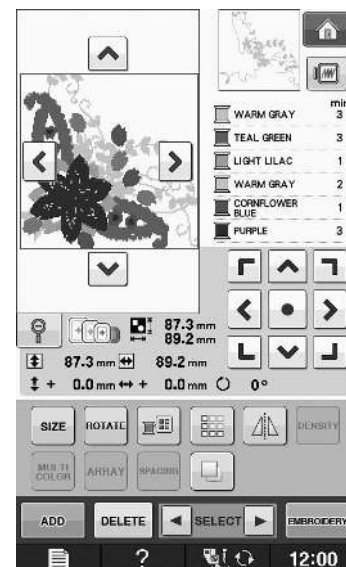 min
WARM GRAY 3
TEAL GREEN 3
LIGHT LILAC 1
WARM GRAY 2
CORNFLOWER
BLUE 1
PURPLE 3
87.3 mm
89.2 mm
87.3 mm 89.2 mm
+ 0.0 mm + 0.0 mm 0°
SIZE ROTATE DENSITY
MULTI
COLOR ARRAY SPACING
ADD DELETE SELECT EMBROIDERY
? 12:00